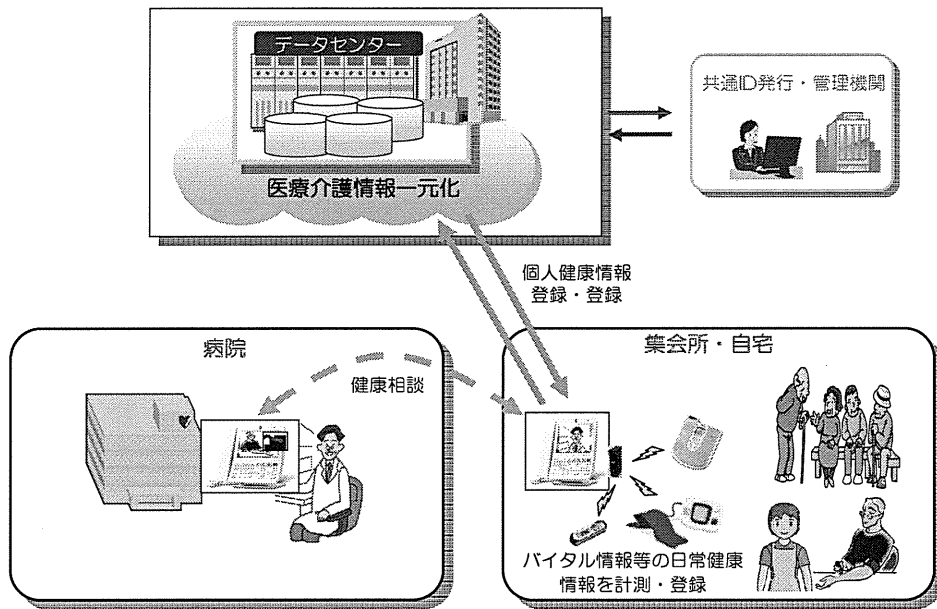 データセンター
医療介護情報一元化
共通ID発行・管理機関
個人健康情報
登録・登録
病院
健康相談
集会所・自宅
バイタル情報等の日常健康
情報を計測・登録